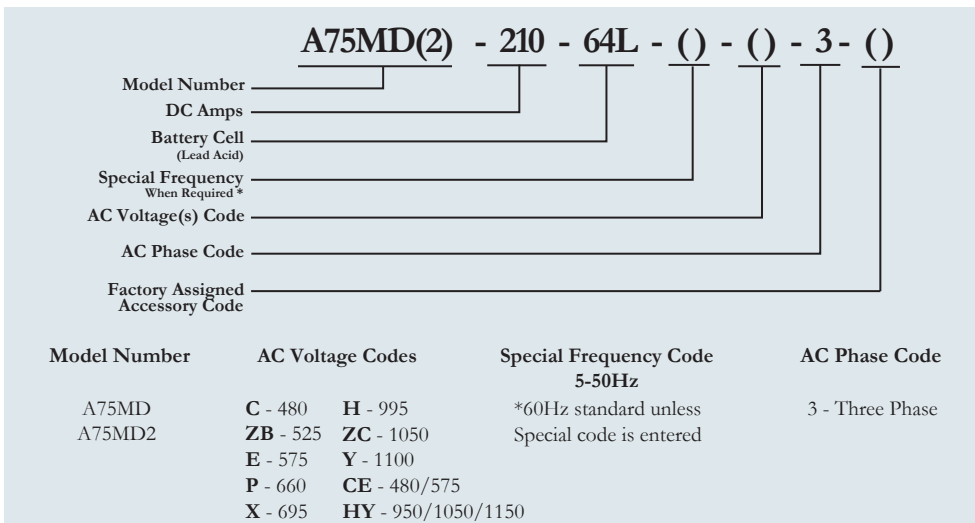 A75MD(2) - 210 - 64L - ( ) - ( ) - 3 - ( )
Model Number
DC Amps
Battery Cell
(Lead Acid)
Special Frequency
When Required *
AC Voltage(s) Code
AC Phase Code
Factory Assigned
Accessory Code
Model Number
A75MD
A75MD2
AC Voltage Codes
C - 480 H - 995
ZB - 525 ZC - 1050
E - 575 Y - 1100
P - 660 CE - 480/575
X - 695 HY - 950/1050/1150
Special Frequency Code
5-50Hz
*60Hz standard unless
Special code is entered
AC Phase Code
3 - Three Phase